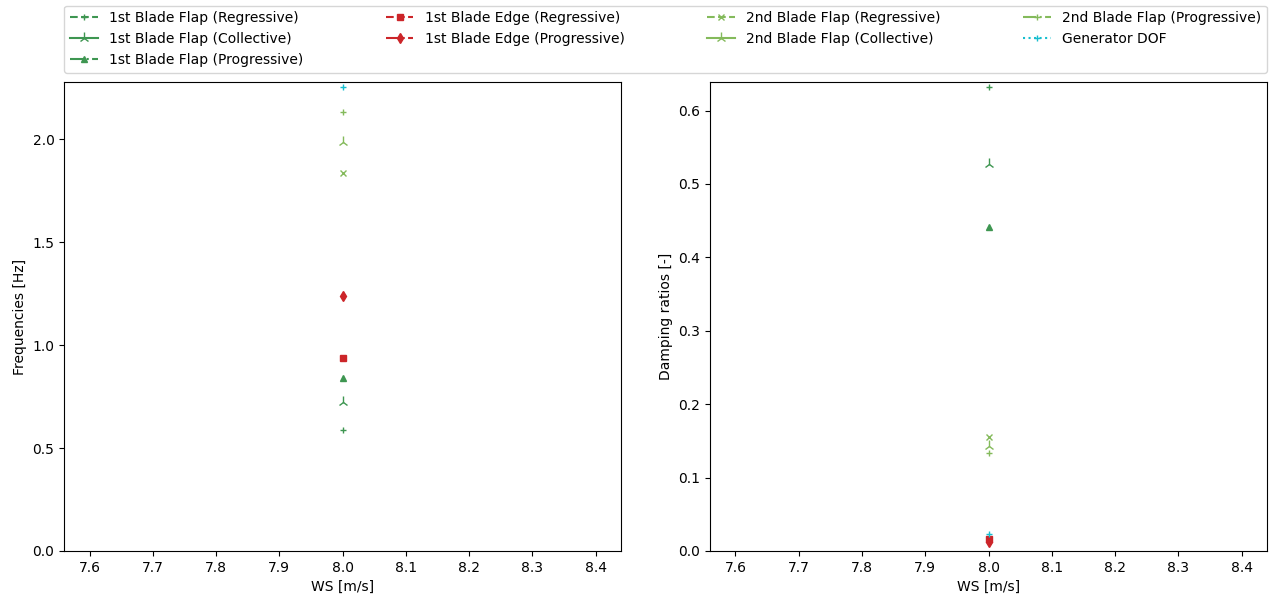 1st Blade Flap (Regressive)
1st Blade Flap (Collective)
1st Blade Flap (Progressive)
1st Blade Edge (Regressive)
1st Blade Edge (Progressive)
2nd Blade Flap (Regressive)
2nd Blade Flap (Collective)
2nd Blade Flap (Progressive)
Generator DOF
Frequencies [Hz]
2.0
1.5
1.0
0.5
0.0
7.6 7.7 7.8 7.9 8.0 8.1 8.2 8.3 8.4
WS [m/s]
Damping ratios [-]
0.6
0.5
0.4
0.3
0.2
0.1
0.0
7.6 7.7 7.8 7.9 8.0 8.1 8.2 8.3 8.4
WS [m/s]